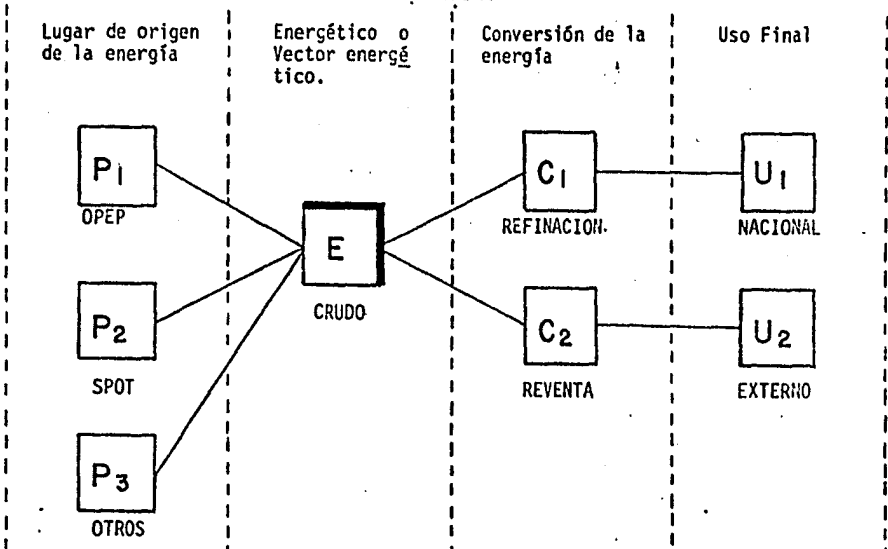 Lugar de origen
de la energía
Energético o
Vector energé
tico.
Conversión de la
energía
Uso Final
P1
OPEP
P2
SPOT
P3
OTROS
E
CRUDO
C1
REFINACION
C2
REVENTA
U1
NACIONAL
U2
EXTERNO